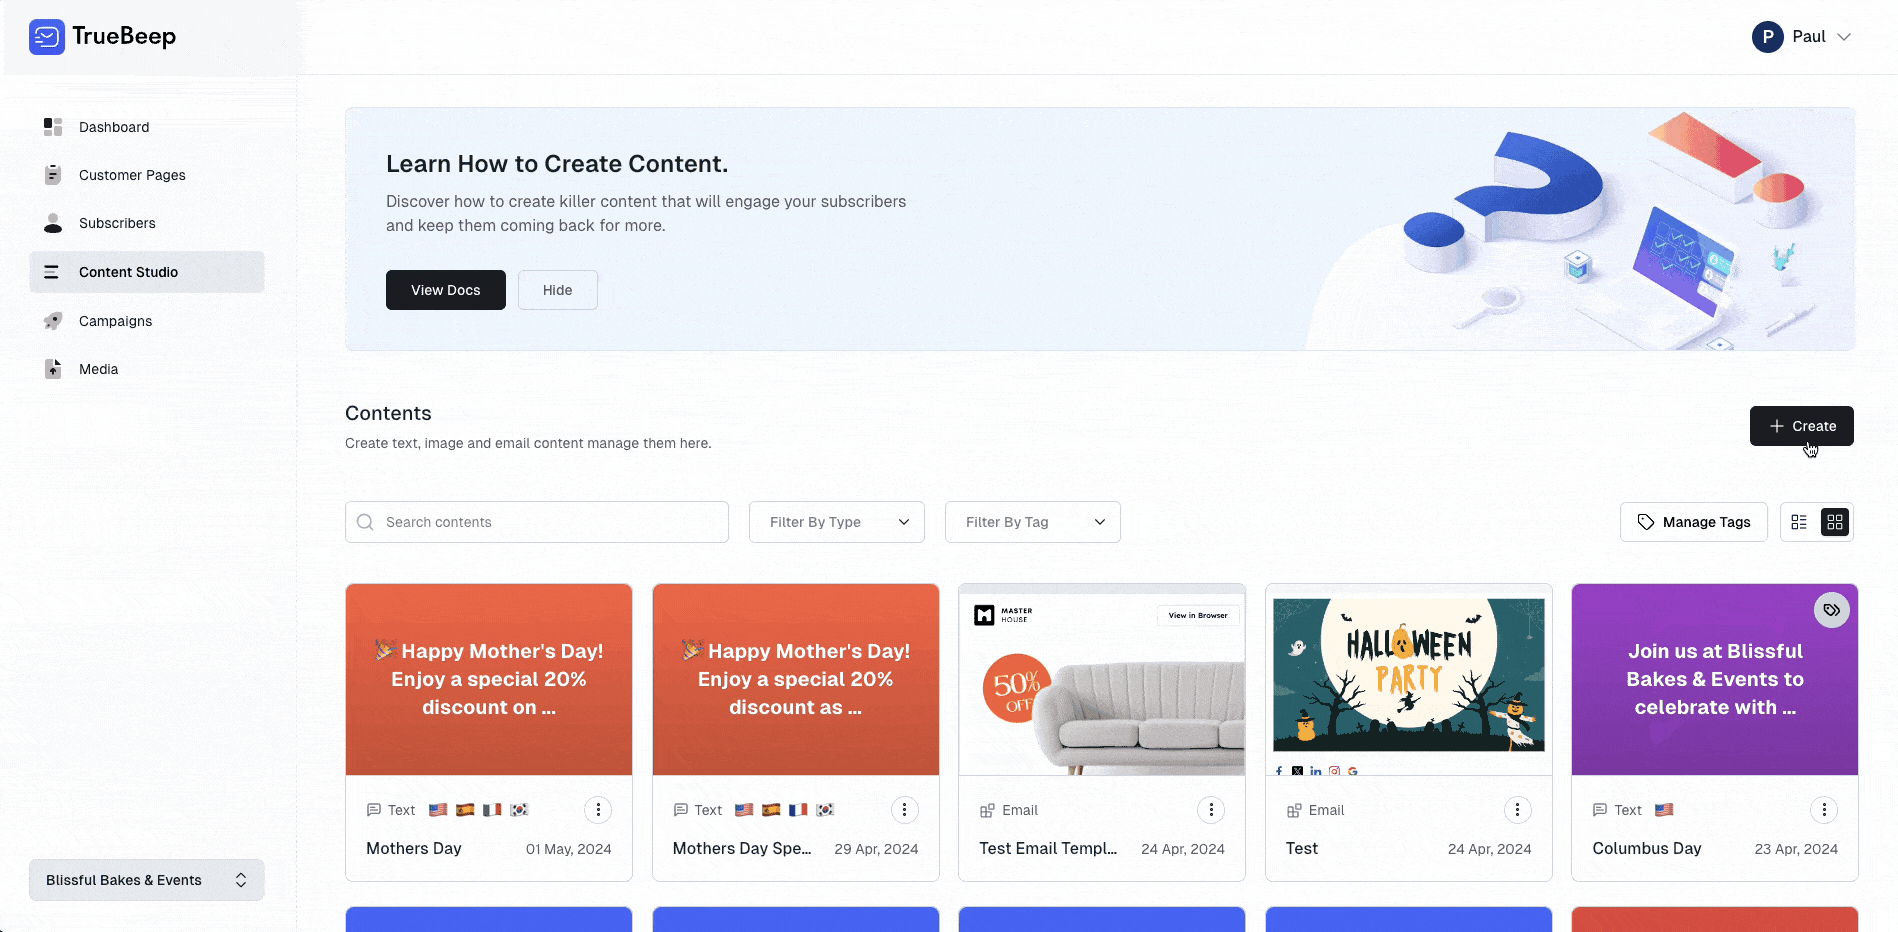 TrueBeep
P Paul
Dashboard
Customer Pages
Subscribers
Content Studio
Campaigns
Media
Blissful Bakes & Events
Learn How to Create Content.
Discover how to create killer content that will engage your subscribers
and keep them coming back for more.
View Docs
Hide
Contents
Create text, image and email content manage them here.
Create
Search contents
Filter By Type
Filter By Tag
Manage Tags
🎉 Happy Mother's Day!
Enjoy a special 20%
discount on ...
Text
Mothers Day
01 May, 2024
🎉 Happy Mother's Day!
Enjoy a special 20%
discount as ...
Text
Mothers Day Spe...
29 Apr, 2024
MASTER
HOUSE
View in Browser
50%
OFF
Email
Test Email Templ...
24 Apr, 2024
HALLOWEEN
PARTY
Email
Test
24 Apr, 2024
Join us at Blissful
Bakes & Events to
celebrate with ...
Text
Columbus Day
23 Apr, 2024